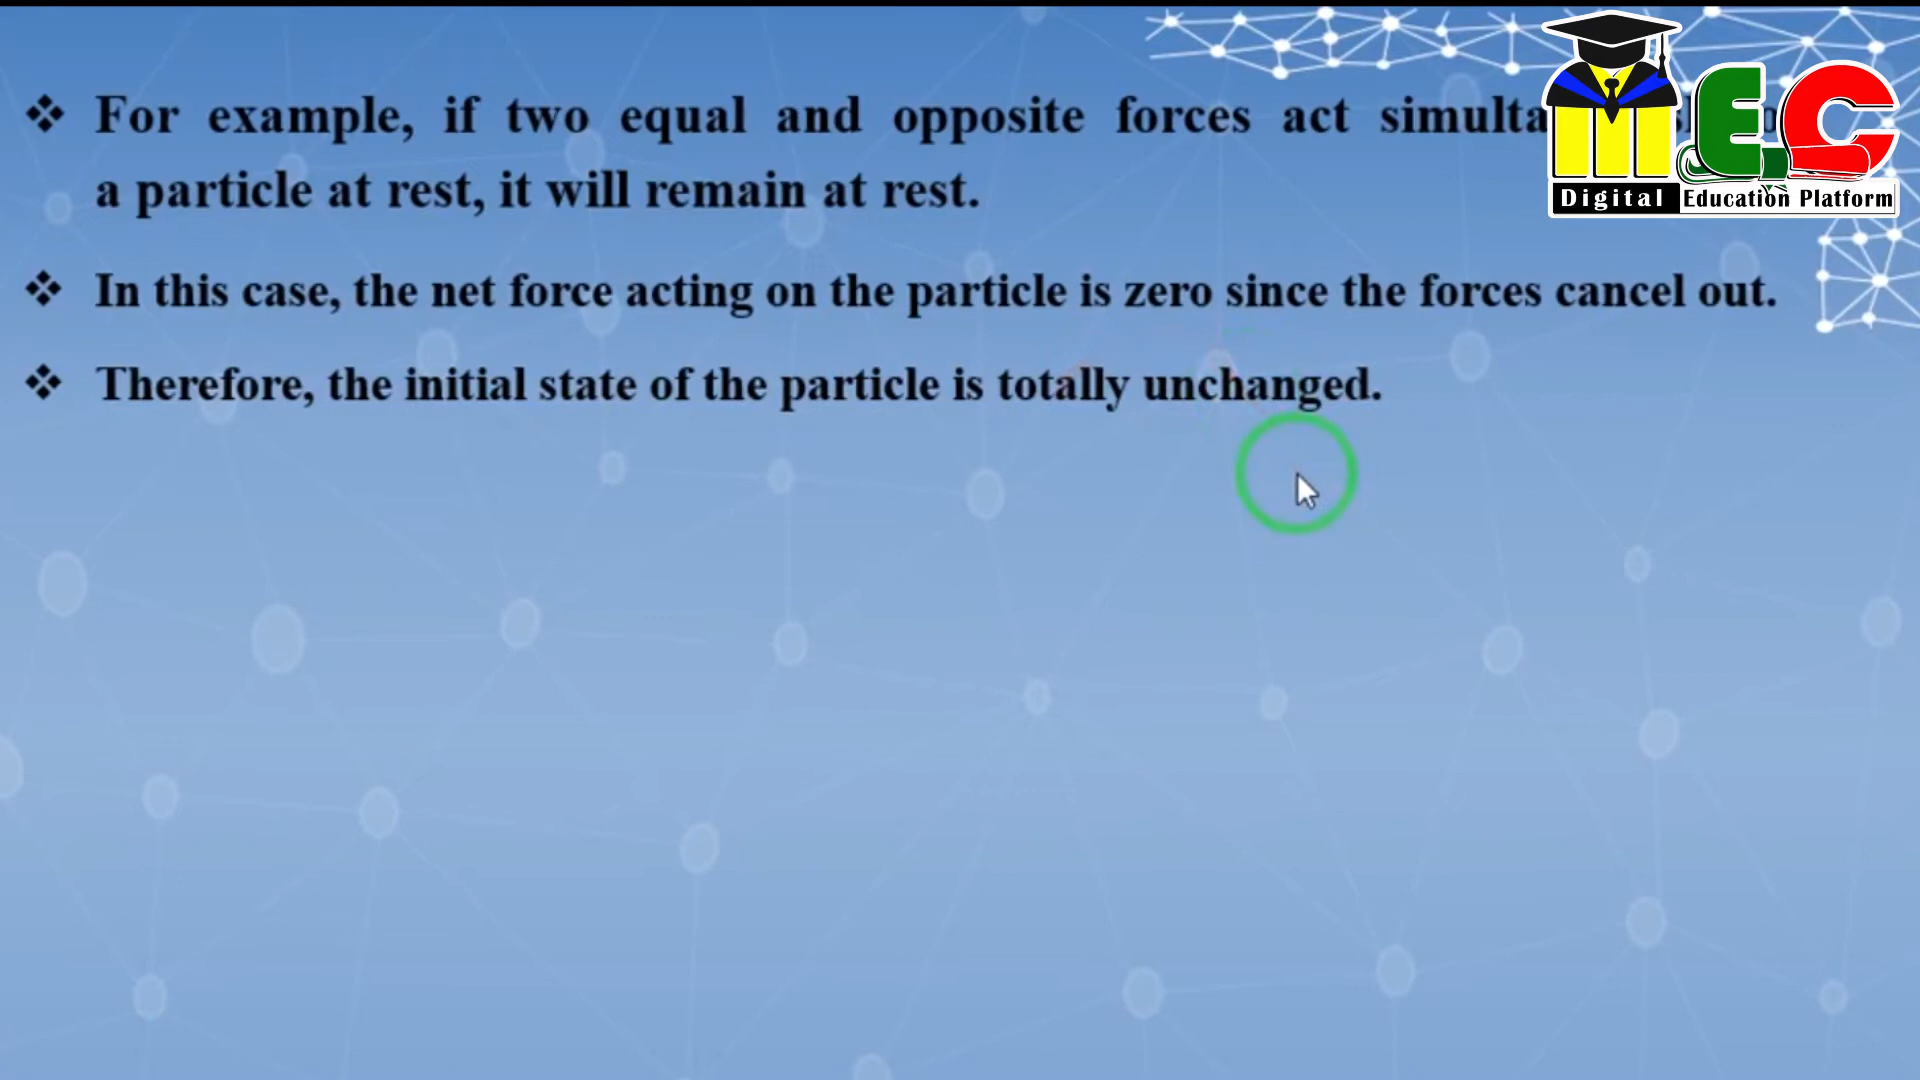 ❖ For example, if two equal and opposite forces act
a particle at rest, it will remain at rest.
❖ In this case, the net force acting on the particle is zero since the forces cancel out.
❖ Therefore, the initial state of the particle is totally unchanged.
MEC
Digital Education Platform